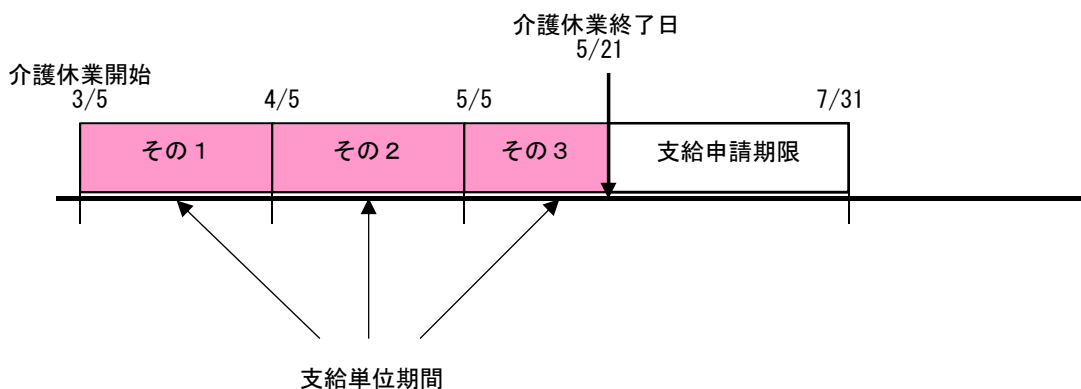 介護休業終了日
5/21
介護休業開始
3/5 4/5 5/5 7/31
その1 その2 その3 支給申請期限
支給単位期間